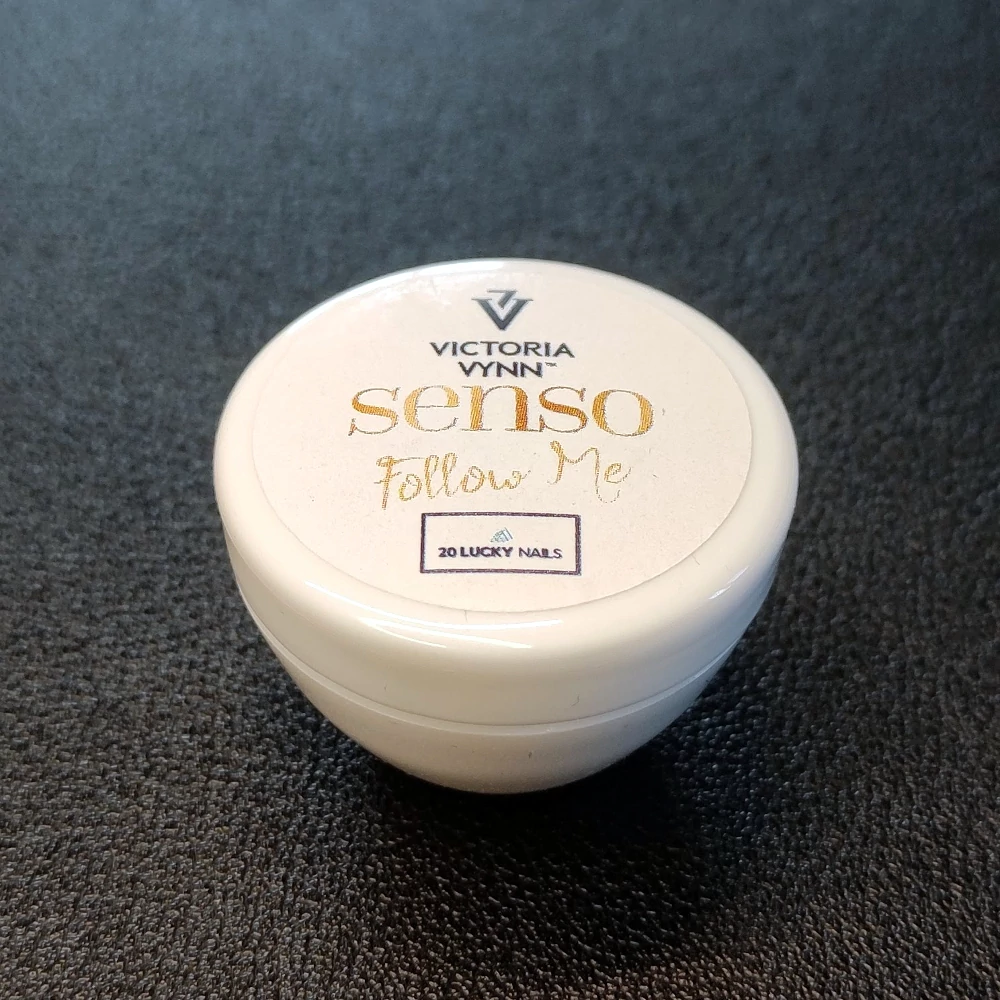 VICTORIA
VYNN™
senso
Follow Me
20 LUCKY NAILS